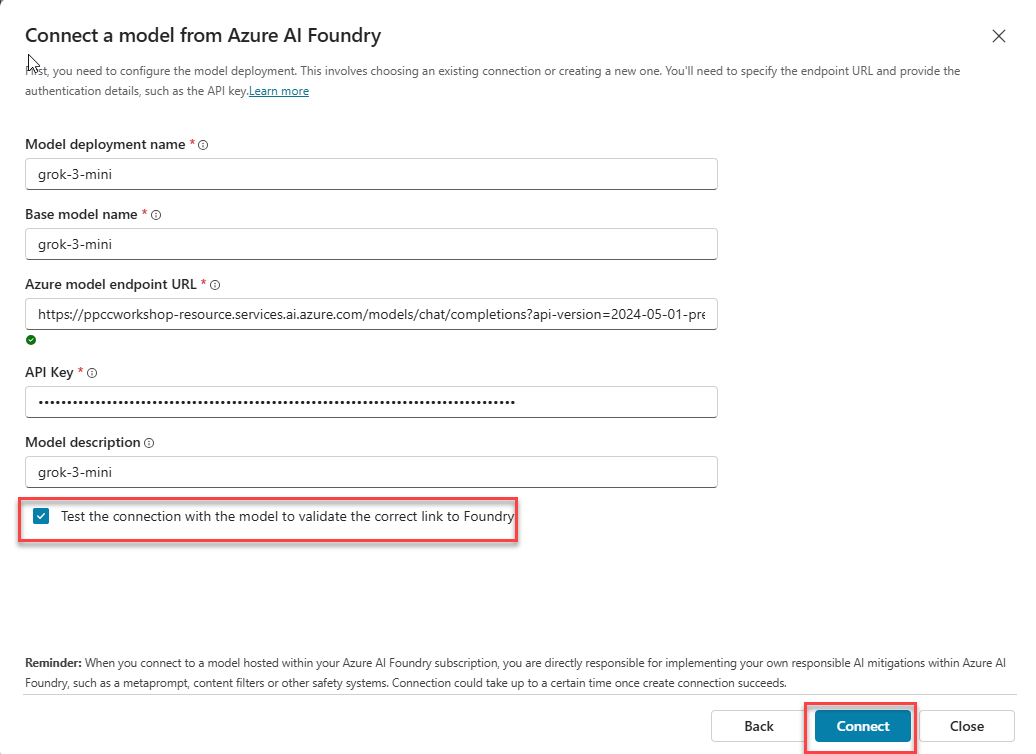 Connect a model from Azure AI Foundry
First, you need to configure the model deployment. This involves choosing an existing connection or creating a new one. You'll need to specify the endpoint URL and provide the
authentication details, such as the API key.Learn more
Model deployment name *
grok-3-mini
Base model name *
grok-3-mini
Azure model endpoint URL *
https://ppccworkshop-resource.services.ai.azure.com/models/chat/completions?api-version=2024-05-01-pre
API Key *
Model description
grok-3-mini
Test the connection with the model to validate the correct link to Foundry
Reminder: When you connect to a model hosted within your Azure AI Foundry subscription, you are directly responsible for implementing your own responsible AI mitigations within Azure AI
Foundry, such as a metaprompt, content filters or other safety systems. Connection could take up to a certain time once create connection succeeds.
Back Connect Close